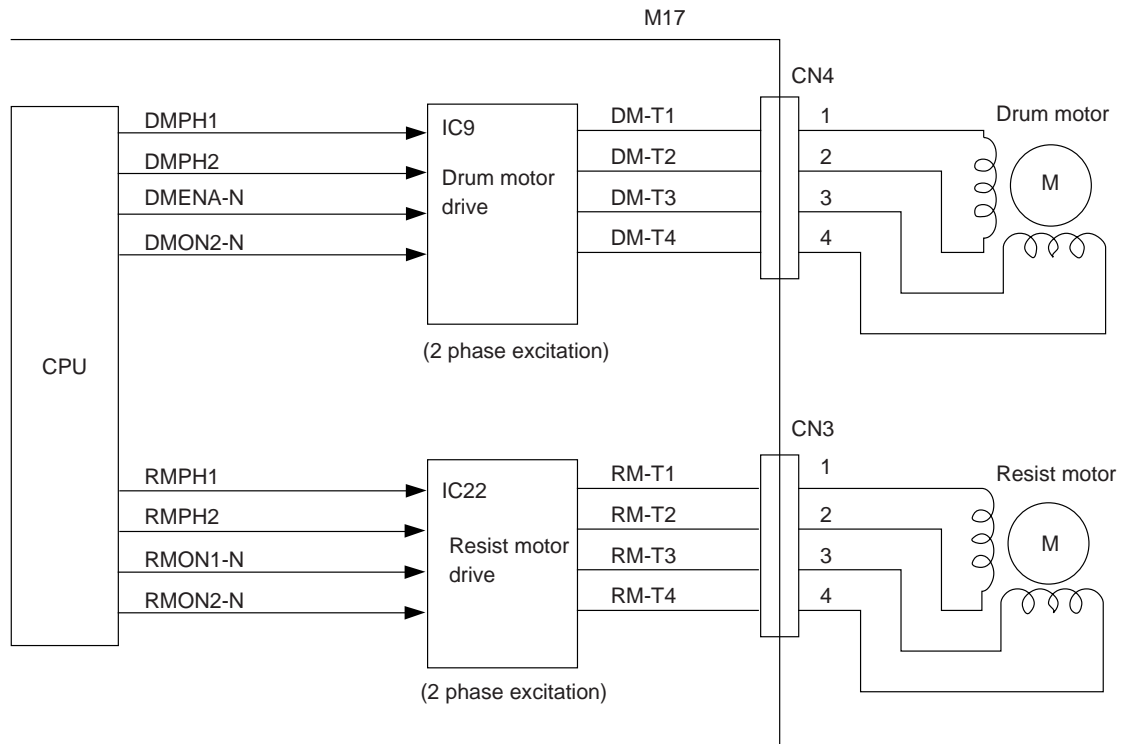 M17
CN4
DMPH1
IC9
DM-T1
1
Drum motor
DMPH2
DM-T2
2
Drum motor
drive
M
DMENA-N
DM-T3
3
DMON2-N
DM-T4
4
(2 phase excitation)
CPU
CN3
RMPH1
IC22
RM-T1
1
Resist motor
RMPH2
RM-T2
2
Resist motor
drive
M
RMON1-N
RM-T3
3
RMON2-N
RM-T4
4
(2 phase excitation)